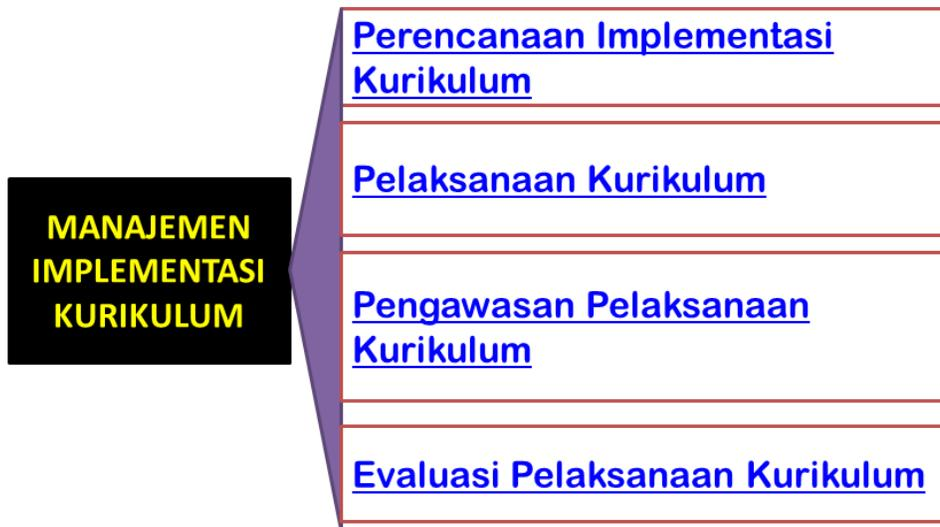 MANAJEMEN
IMPLEMENTASI
KURIKULUM
Perencanaan Implementasi
Kurikulum
Pelaksanaan Kurikulum
Pengawasan Pelaksanaan
Kurikulum
Evaluasi Pelaksanaan Kurikulum